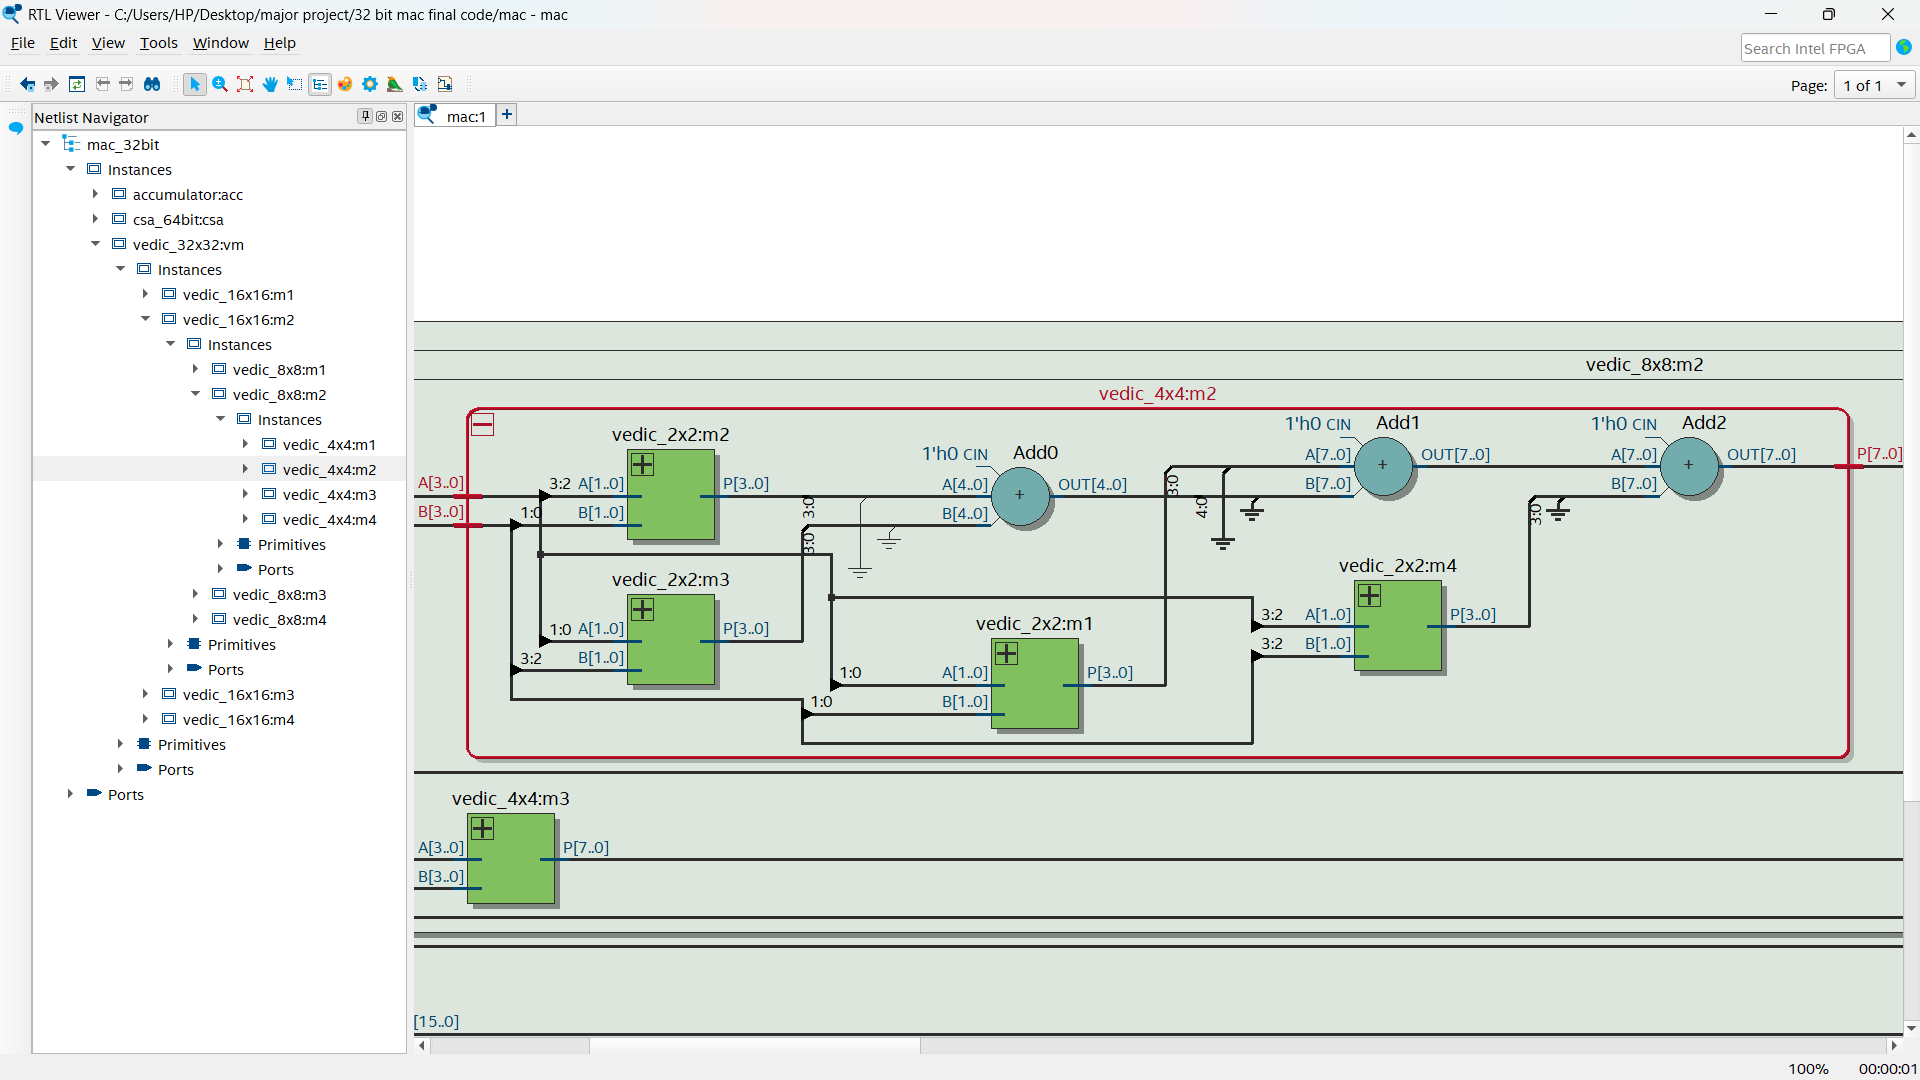 RTL Viewer - C:/Users/HP/Desktop/major project/32 bit mac final code/mac - mac
File Edit View Tools Window Help
Search Intel FPGA
Page: 1 of 1
Netlist Navigator
mac:1
mac_32bit
Instances
accumulator:acc
csa_64bit:csa
vedic_32x32:vm
Instances
vedic_16x16:m1
vedic_16x16:m2
Instances
vedic_8x8:m1
vedic_8x8:m2
Instances
vedic_4x4:m1
vedic_4x4:m2
vedic_4x4:m3
vedic_4x4:m4
Primitives
Ports
vedic_8x8:m3
vedic_8x8:m4
Primitives
Ports
vedic_16x16:m3
vedic_16x16:m4
Primitives
Ports
Ports
vedic_8x8:m2
vedic_4x4:m2
A[3..0]
B[3..0]
vedic_2x2:m2
3:2 A[1..0] P[3..0]
1:0 B[1..0]
3:0
3:0
1'h0 CIN Add0
A[4..0] + OUT[4..0]
B[4..0]
3:0
4:0
1'h0 CIN Add1
A[7..0] + OUT[7..0]
B[7..0]
1'h0 CIN Add2
A[7..0] + OUT[7..0]
B[7..0]
3:0
P[7..0]
vedic_2x2:m3
1:0 A[1..0] P[3..0]
3:2 B[1..0]
vedic_2x2:m1
1:0 A[1..0] P[3..0]
1:0 B[1..0]
vedic_2x2:m4
3:2 A[1..0] P[3..0]
3:2 B[1..0]
vedic_4x4:m3
A[3..0] P[7..0]
B[3..0]
[15..0]
100% 00:00:01